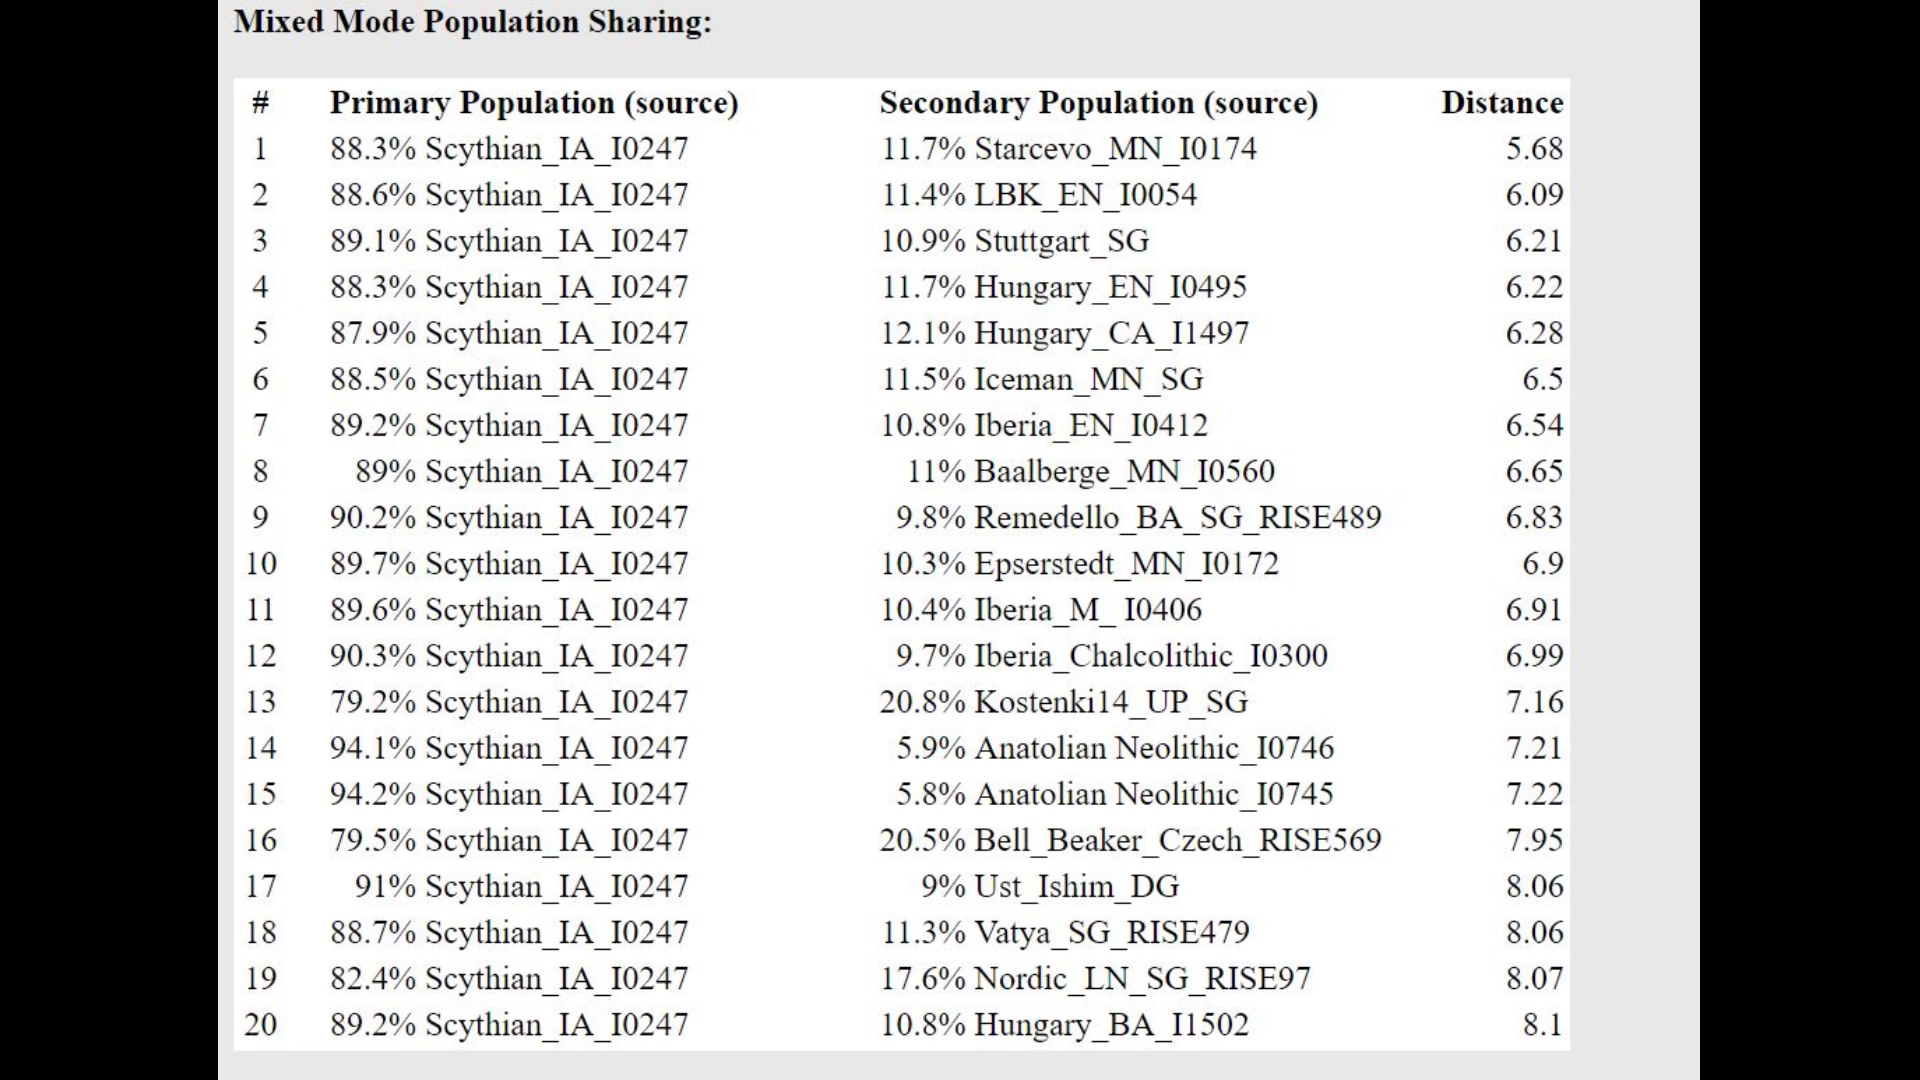 Mixed Mode Population Sharing:
# Primary Population (source) Secondary Population (source) Distance
1 88.3% Scythian_IA_I0247 11.7% Starcevo_MN_I0174 5.68
2 88.6% Scythian_IA_I0247 11.4% LBK_EN_I0054 6.09
3 89.1% Scythian_IA_I0247 10.9% Stuttgart_SG 6.21
4 88.3% Scythian_IA_I0247 11.7% Hungary_EN_I0495 6.22
5 87.9% Scythian_IA_I0247 12.1% Hungary_CA_I1497 6.28
6 88.5% Scythian_IA_I0247 11.5% Iceman_MN_SG 6.5
7 89.2% Scythian_IA_I0247 10.8% Iberia_EN_I0412 6.54
8 89% Scythian_IA_I0247 11% Baalberge_MN_I0560 6.65
9 90.2% Scythian_IA_I0247 9.8% Remedello_BA_SG_RISE489 6.83
10 89.7% Scythian_IA_I0247 10.3% Epserstedt_MN_I0172 6.9
11 89.6% Scythian_IA_I0247 10.4% Iberia_M_ I0406 6.91
12 90.3% Scythian_IA_I0247 9.7% Iberia_Chalcolithic_I0300 6.99
13 79.2% Scythian_IA_I0247 20.8% Kostenki14_UP_SG 7.16
14 94.1% Scythian_IA_I0247 5.9% Anatolian Neolithic_I0746 7.21
15 94.2% Scythian_IA_I0247 5.8% Anatolian Neolithic_I0745 7.22
16 79.5% Scythian_IA_I0247 20.5% Bell_Beaker_Czech_RISE569 7.95
17 91% Scythian_IA_I0247 9% Ust_Ishim_DG 8.06
18 88.7% Scythian_IA_I0247 11.3% Vatya_SG_RISE479 8.06
19 82.4% Scythian_IA_I0247 17.6% Nordic_LN_SG_RISE97 8.07
20 89.2% Scythian_IA_I0247 10.8% Hungary_BA_I1502 8.1